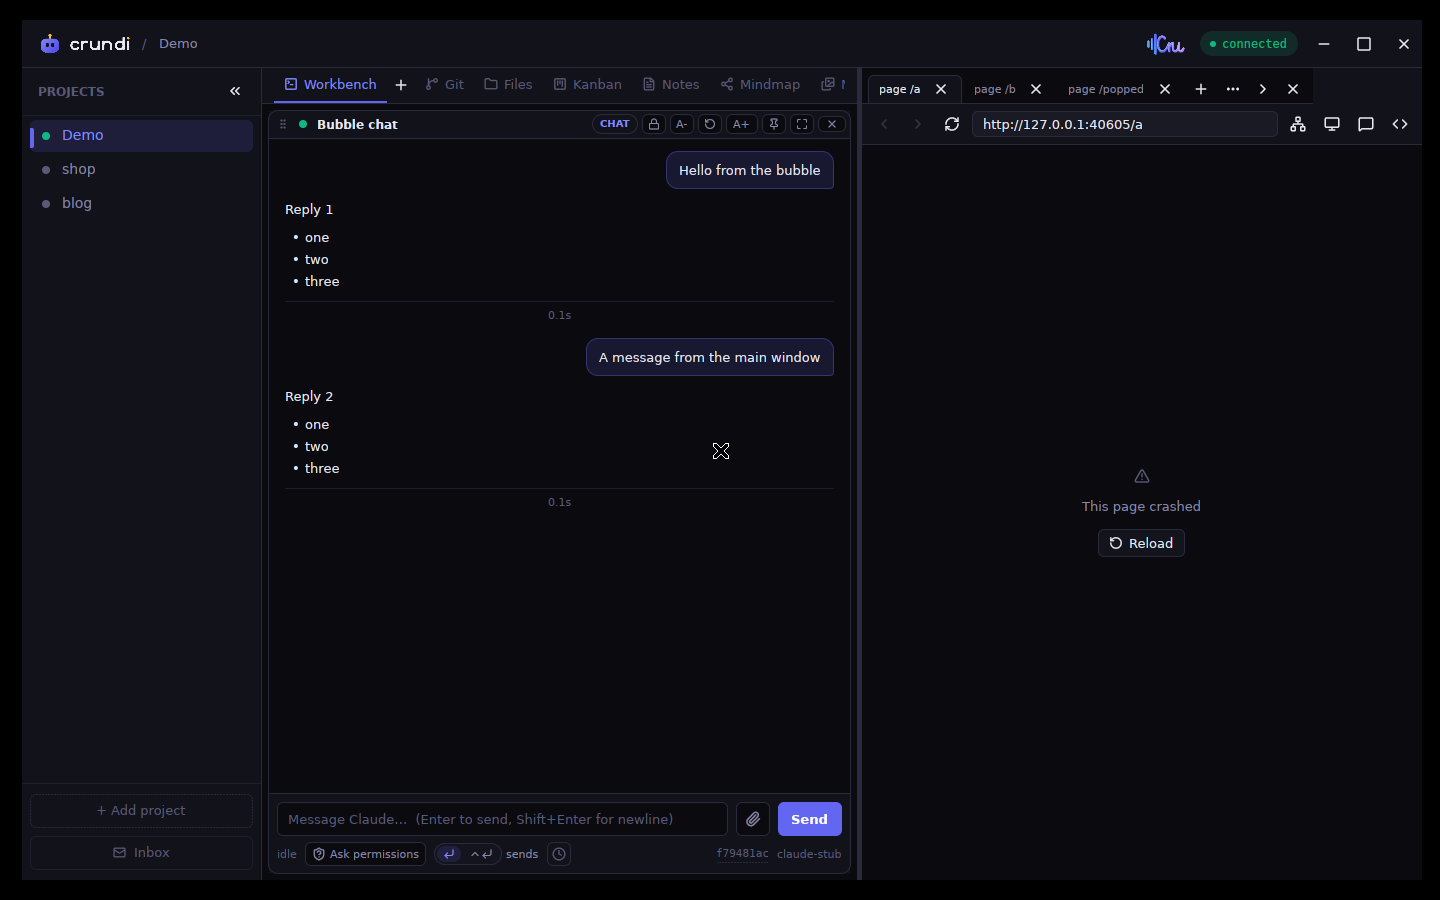 crundi / Demo
Cru
connected
PROJECTS
Demo
shop
blog
+ Add project
Inbox
Workbench
Git
Files
Kanban
Notes
Mindmap
Bubble chat
CHAT
A-
A+
Hello from the bubble
Reply 1
• one
• two
• three
0.1s
A message from the main window
Reply 2
• one
• two
• three
0.1s
Message Claude... (Enter to send, Shift+Enter for newline)
Send
idle
Ask permissions
sends
f79481ac
claude-stub
page /a
page /b
page /popped
http://127.0.0.1:40605/a
This page crashed
Reload